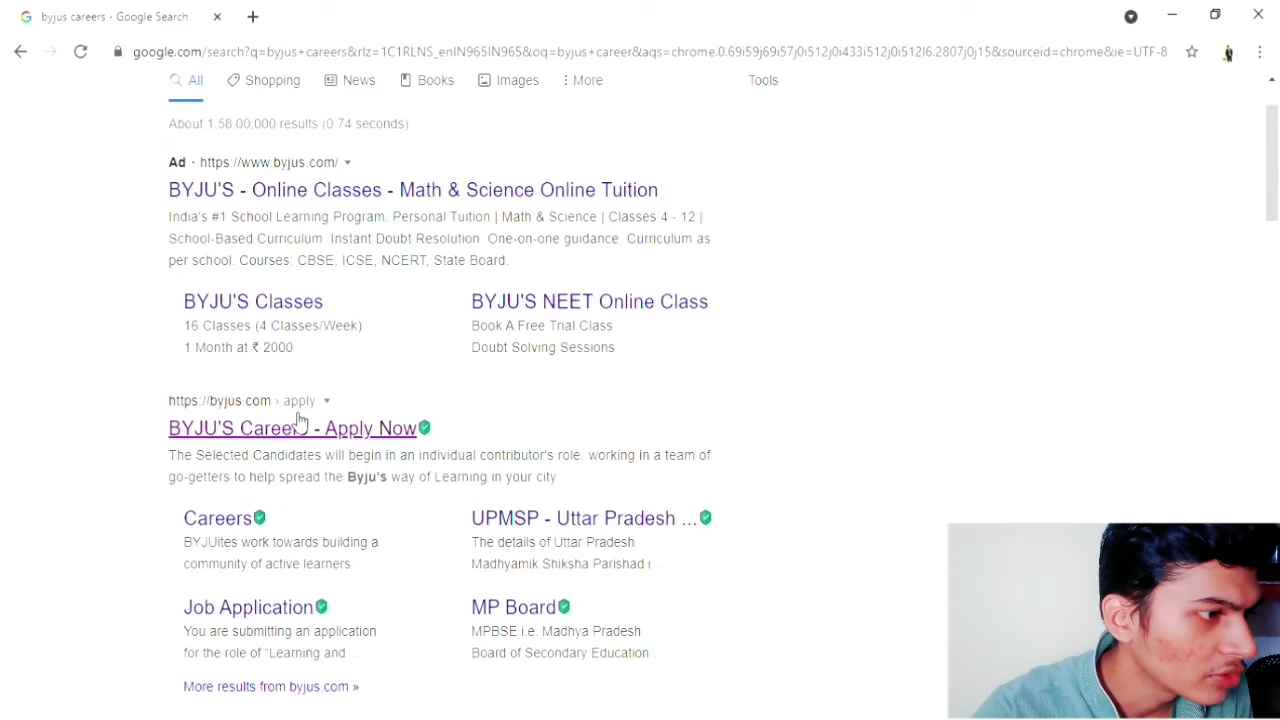 byjus careers - Google Search
google.com/search?q=byjus+careers&rlz=1C1RLNS_enIN965IN965&oq=byjus+career&aqs=chrome.0.69i59j69i57j0i512j0i433i512j0i512l6.2807j0j15&sourceid=chrome&ie=UTF-8
All Shopping News Books Images More Tools
About 1,58,00,000 results (0.74 seconds)
Ad · https://www.byjus.com/
BYJU'S - Online Classes - Math & Science Online Tuition
India's #1 School Learning Program. Personal Tuition | Math & Science | Classes 4 - 12 |
School-Based Curriculum. Instant Doubt Resolution. One-on-one guidance. Curriculum as
per school. Courses: CBSE, ICSE, NCERT, State Board.
BYJU'S Classes
16 Classes (4 Classes/Week)
1 Month at ₹ 2000
BYJU'S NEET Online Class
Book A Free Trial Class
Doubt Solving Sessions
https://byjus.com › apply
BYJU'S Careers - Apply Now
The Selected Candidates will begin in an individual contributor's role, working in a team of
go-getters to help spread the Byju's way of Learning in your city
Careers
BYJUites work towards building a
community of active learners ...
UPMSP - Uttar Pradesh ...
The details of Uttar Pradesh
Madhyamik Shiksha Parishad i
Job Application
You are submitting an application
for the role of “Learning and ...
MP Board
MPBSE i.e. Madhya Pradesh
Board of Secondary Education ...
More results from byjus.com »